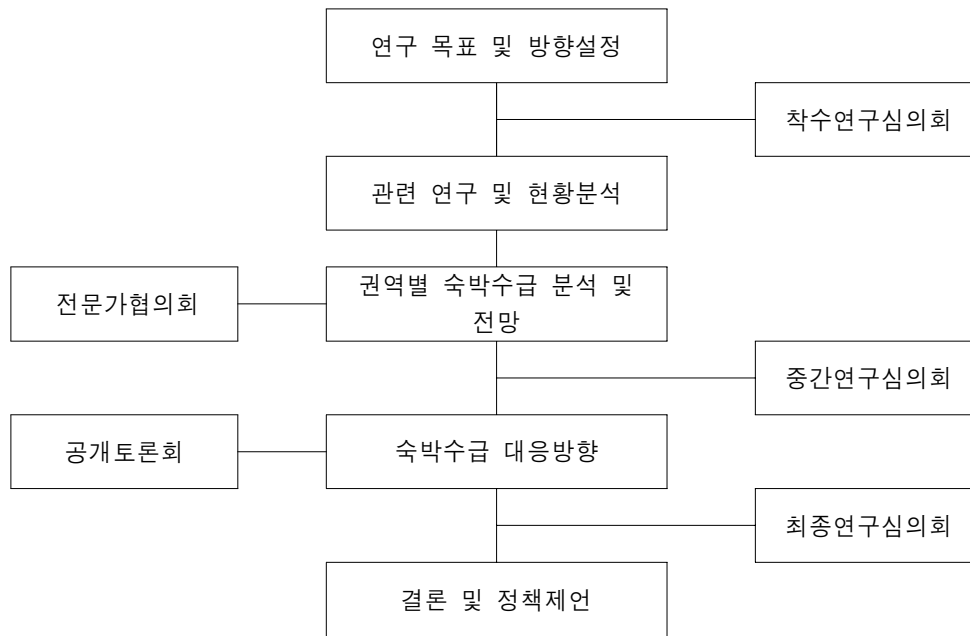 연구 목표 및 방향설정
착수연구심의회
관련 연구 및 현황분석
전문가협의회
권역별 숙박수급 분석 및
전망
중간연구심의회
공개토론회
숙박수급 대응방향
최종연구심의회
결론 및 정책제언